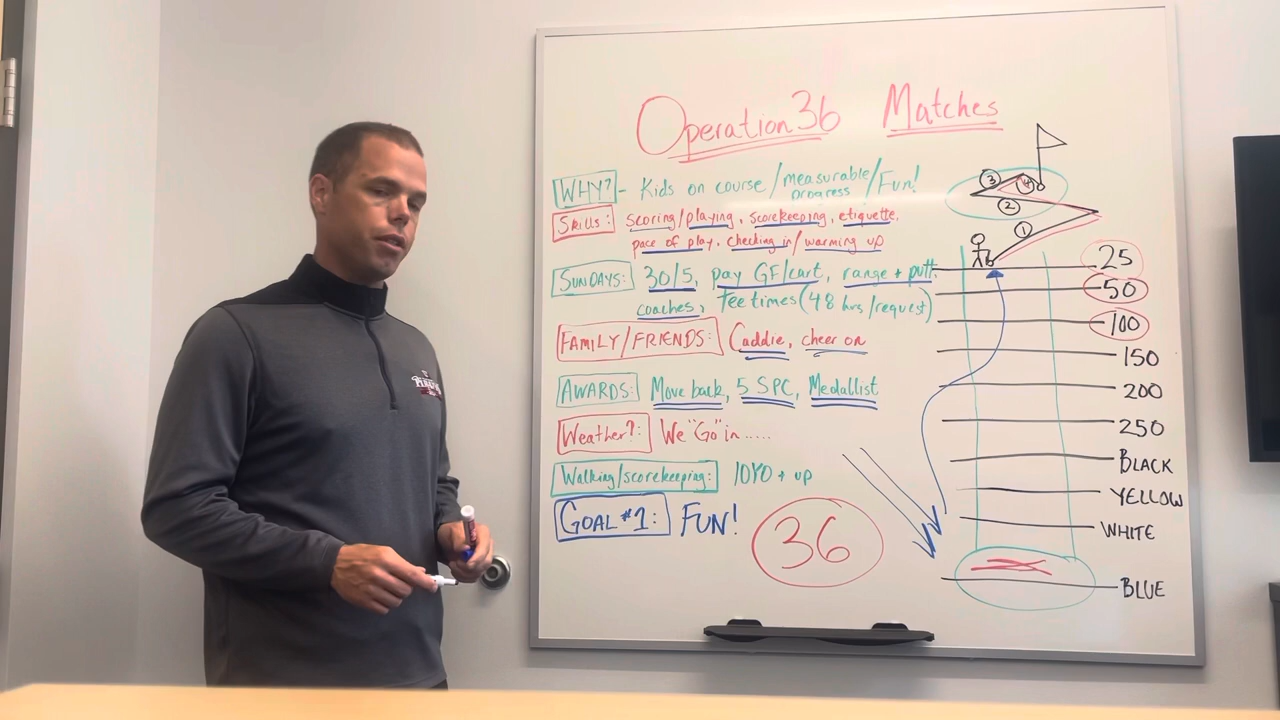 Operation 36 Matches
WHY? - Kids on course/measurable progress/Fun!
Skills: scoring/playing, scorekeeping, etiquette,
pace of play, checking in/warming up
SUNDAYS: 30/5, pay GF/cart, range + putt.
coaches, Tee times (48 hrs/request)
FAMILY/FRIENDS: Caddie, cheer on
AWARDS: Move back, 5 SPC, Medallist
Weather?: We "Go" in.....
Walking/scorekeeping: 10YO + up
GOAL #1: FUN!
36
3
4
2
1
25
50
100
150
200
250
BLACK
YELLOW
WHITE
BLUE